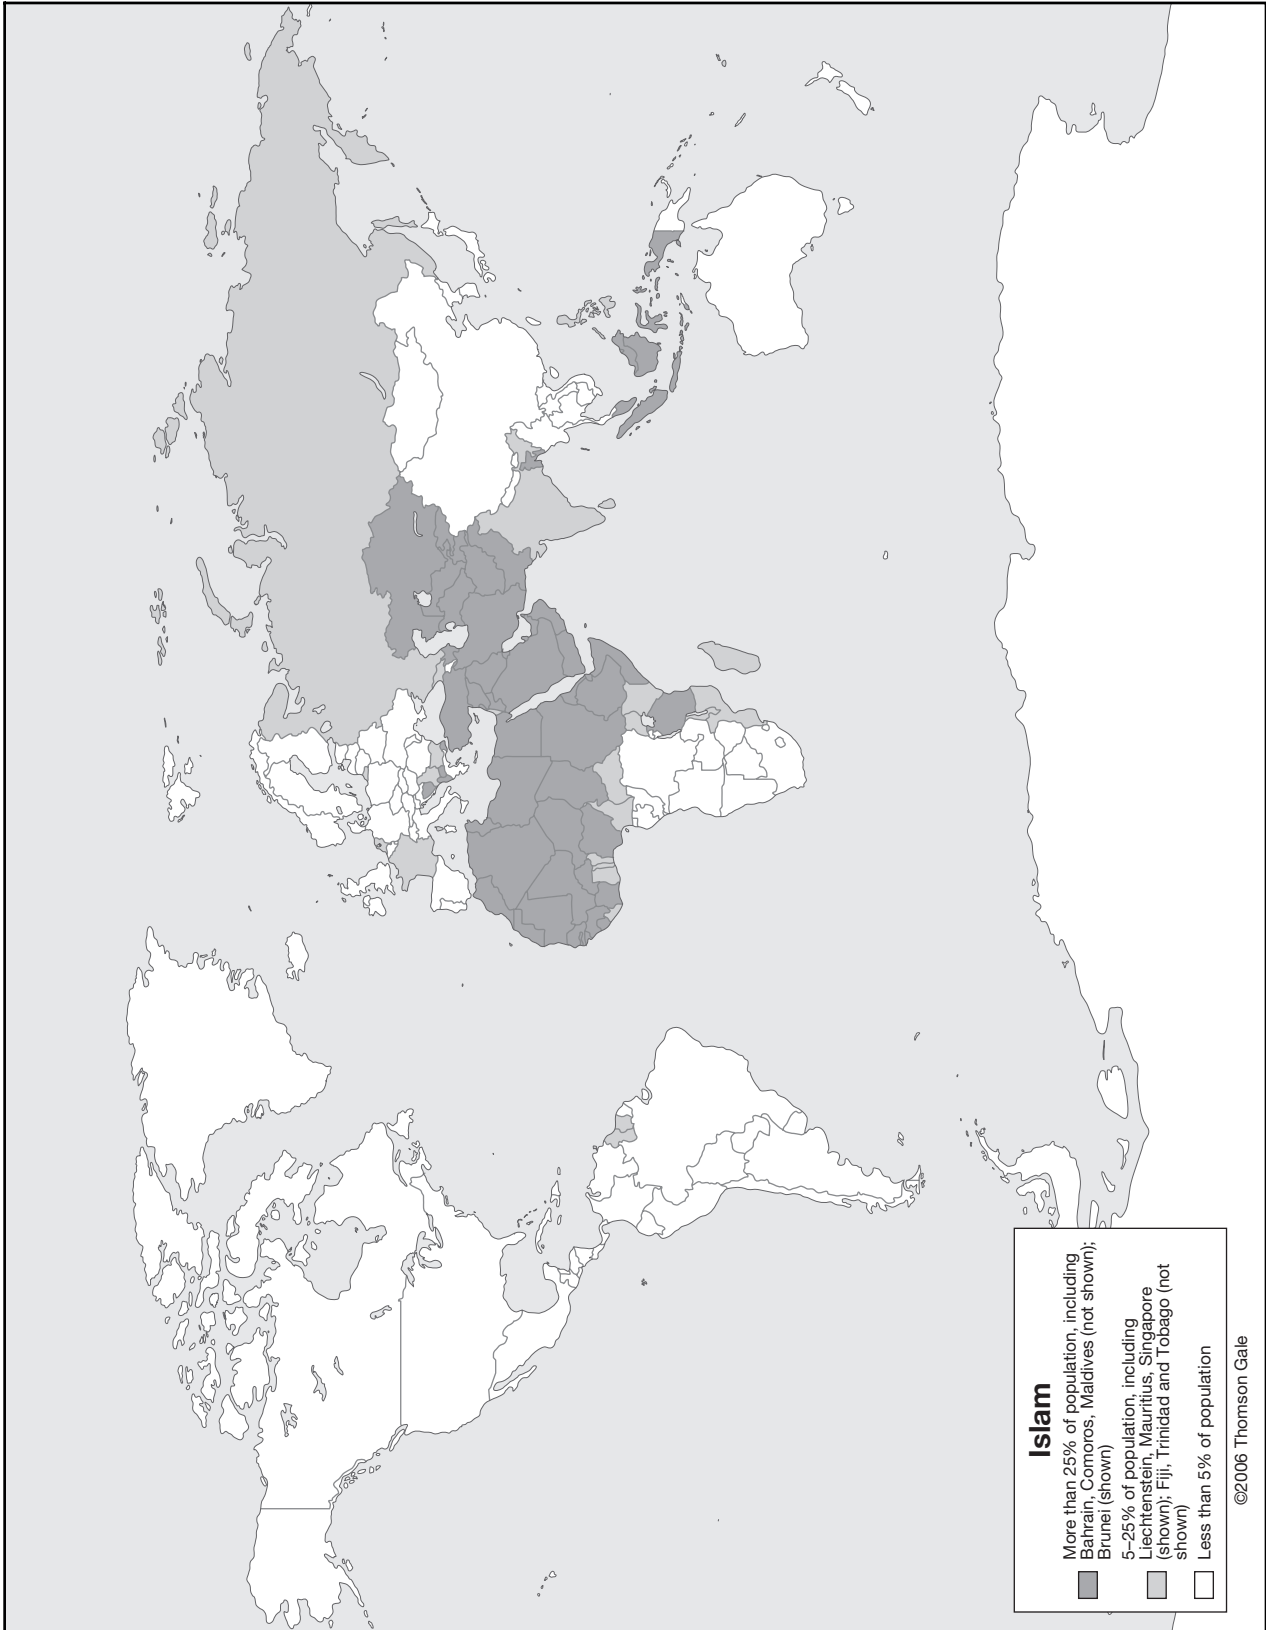 Islam
More than 25% of population, including
Bahrain, Comoros, Maldives (not shown);
Brunei (shown)
5–25% of population, including
Liechtenstein, Mauritius, Singapore
(shown); Fiji, Trinidad and Tobago (not
shown)
Less than 5% of population
©2006 Thomson Gale